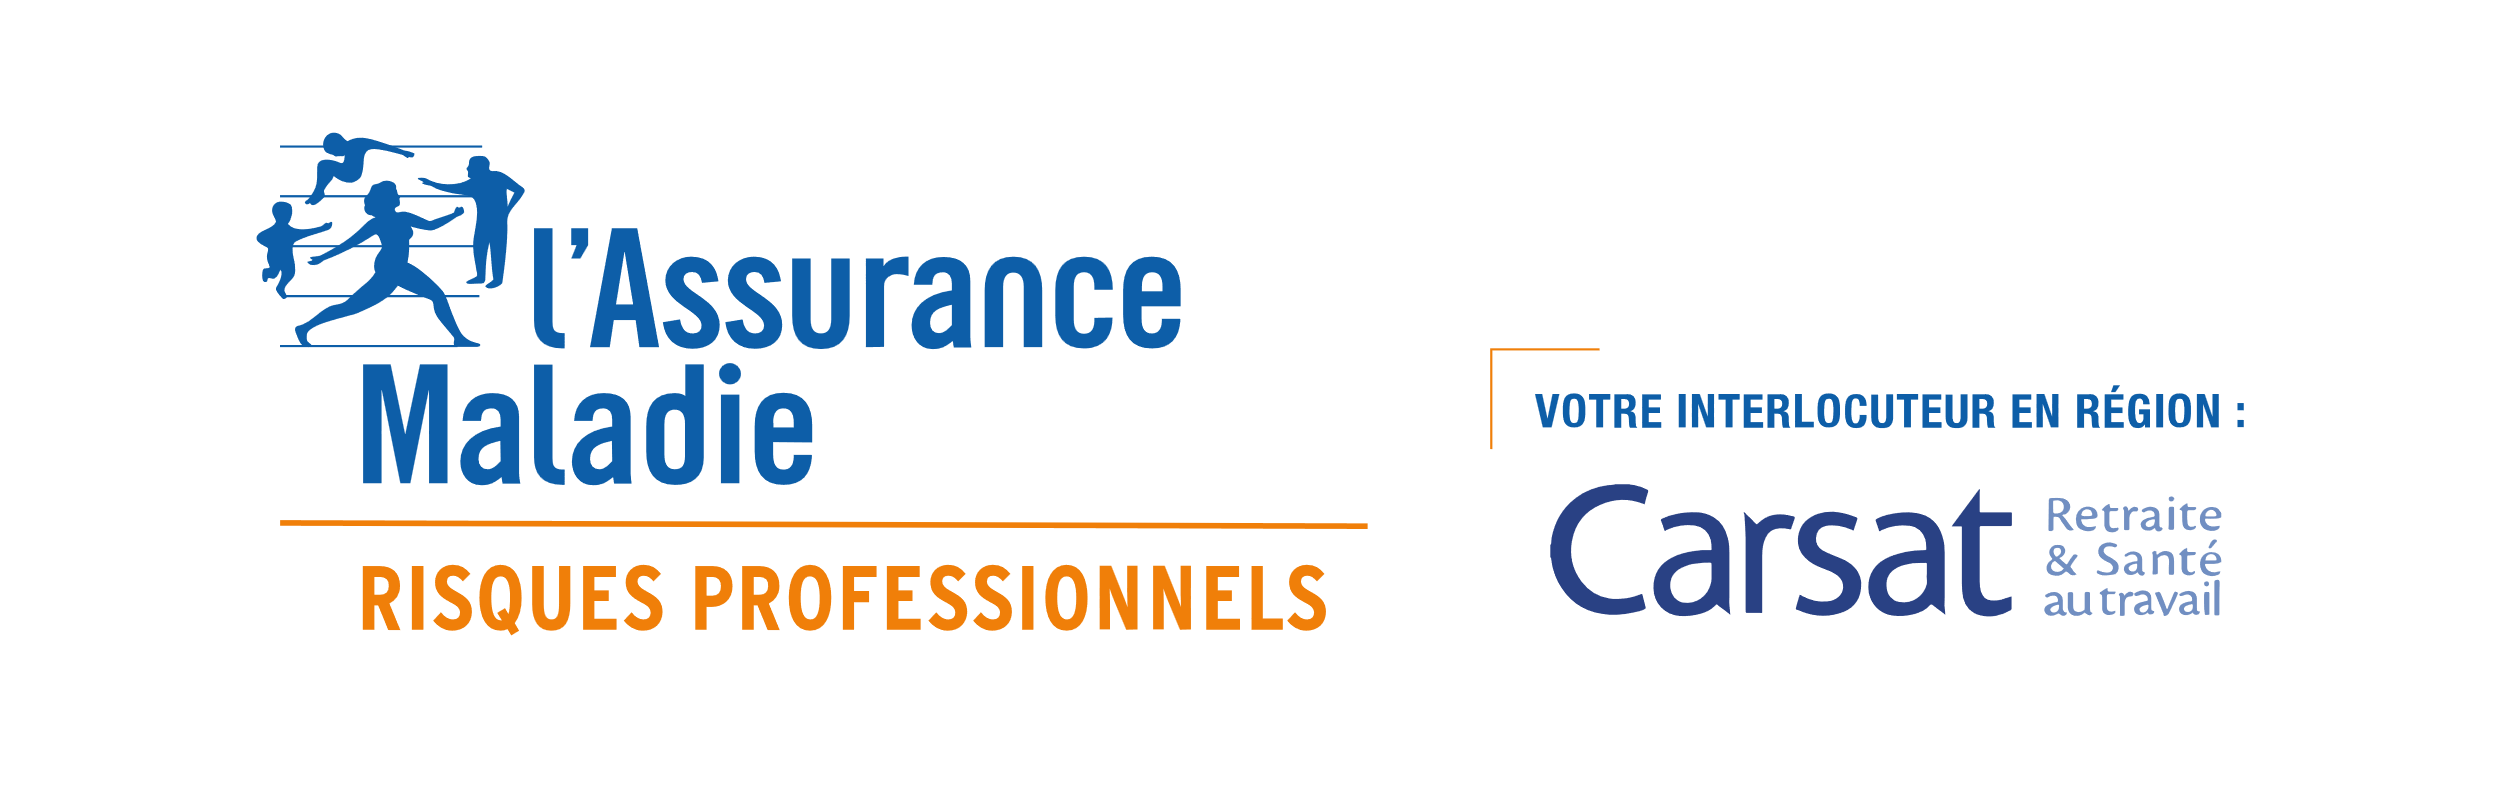 l'Assurance
Maladie
RISQUES PROFESSIONNELS
VOTRE INTERLOCUTEUR EN RÉGION :
Carsat
Retraite
& Santé
au travail